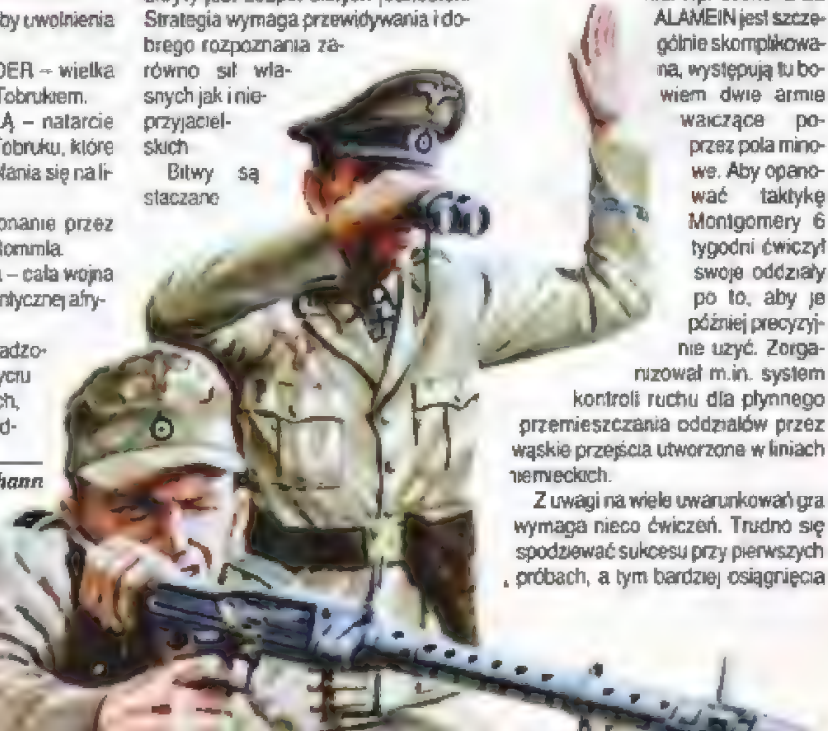 by uwolnienia
DER – wielka
Tobrukiem.
Ą – natarcie
Tobruku, które
się na li-
onanie przez
Rommla.
– cała wojna
afry-
adzo-
ch,
d-
hann
Strategia wymaga przewidywania i do-
brego rozpoznania za-
równo sił wła-
snych jak i nie-
przyjaciel-
skich
Bitwy są
staczane
ALAMEIN jest szcze-
gólnie skomplikowa-
na, występują tu bo-
wiem dwie armie
walczące po-
przez pola mino-
we. Aby opano-
wać taktykę
Montgomery 6
tygodni ćwiczył
swoje oddziały
po to, aby je
później precyzyj-
nie użyć. Zorga-
nizował m.in. system
kontroli ruchu dla płynnego
przemieszczania oddziałów przez
wąskie przejścia utworzone w liniach
niemieckich.
Z uwagi na wiele uwarunkowań gra
wymaga nieco ćwiczeń. Trudno się
spodziewać sukcesu przy pierwszych
próbach, a tym bardziej osiągnięcia